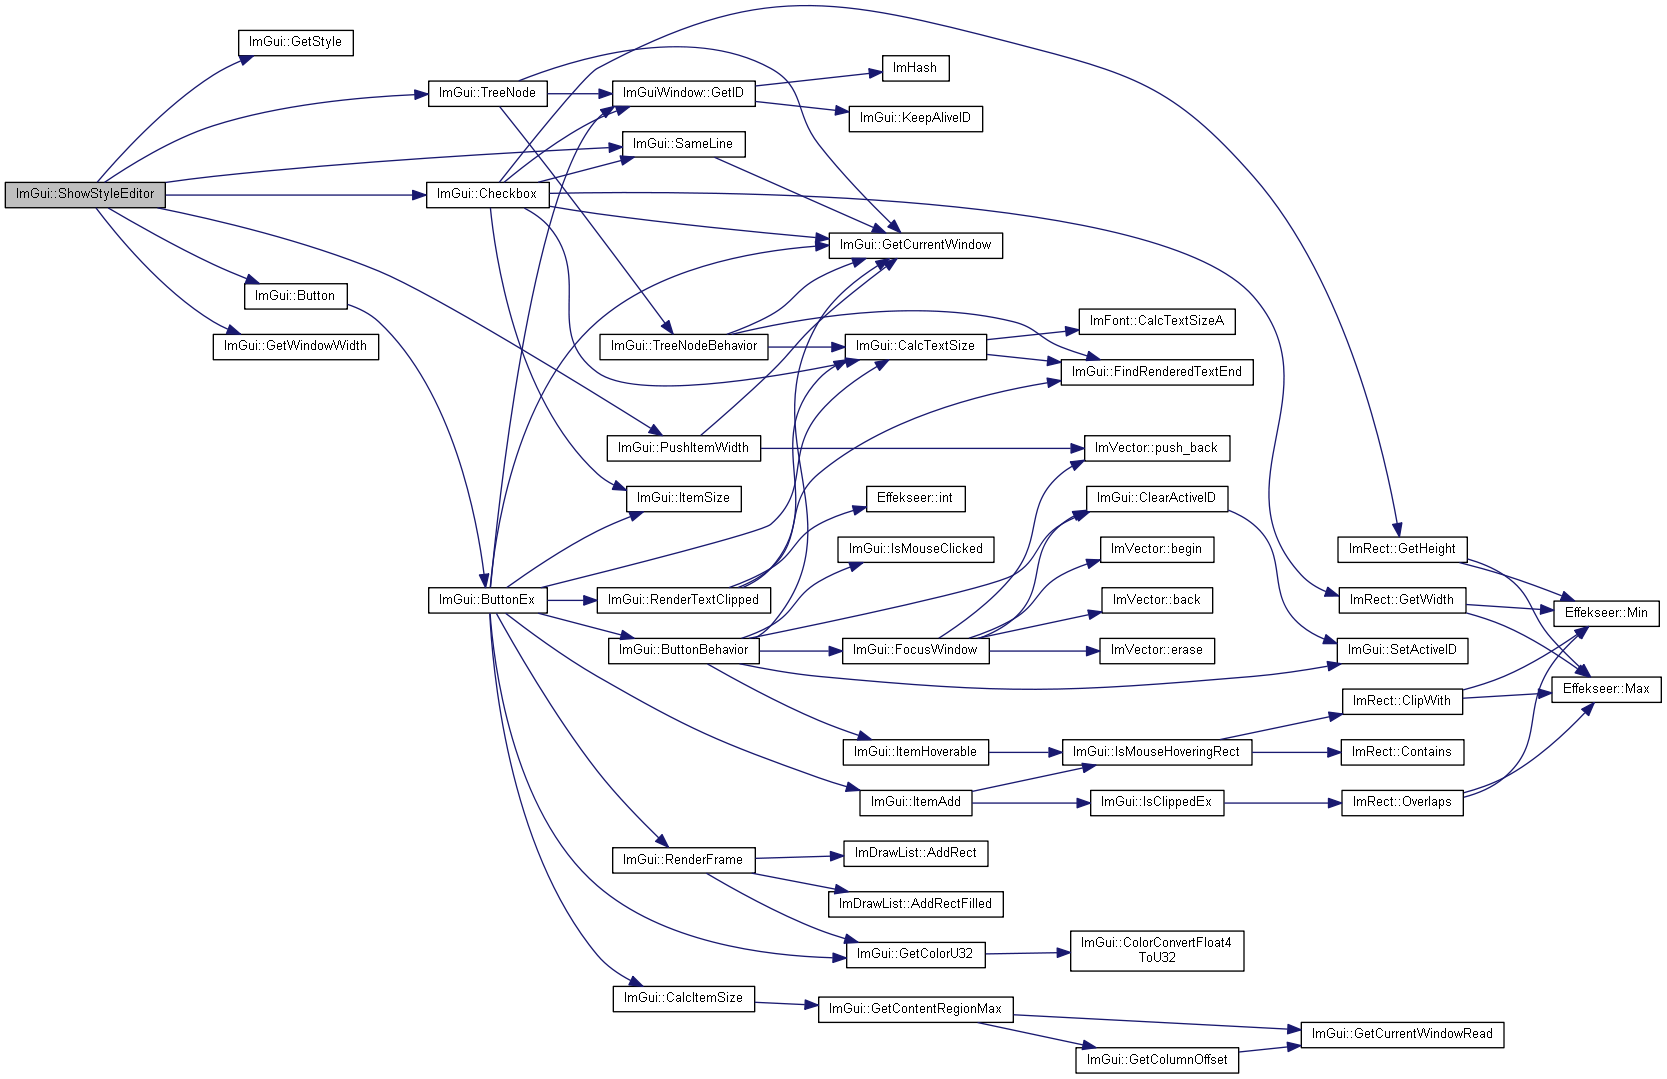 ImGui::GetStyle
ImHash
ImGui::TreeNode
ImGuiWindow::GetID
ImGui::KeepAliveID
ImGui::SameLine
ImGui::ShowStyleEditor
ImGui::Checkbox
ImGui::GetCurrentWindow
ImGui::Button
ImFont::CalcTextSizeA
ImGui::GetWindowWidth
ImGui::TreeNodeBehavior
ImGui::CalcTextSize
ImGui::FindRenderedTextEnd
ImGui::PushItemWidth
ImVector::push_back
ImGui::ItemSize
Effekseer::int
ImGui::ClearActiveID
ImGui::IsMouseClicked
ImVector::begin
ImRect::GetHeight
ImGui::ButtonEx
ImGui::RenderTextClipped
ImVector::back
ImRect::GetWidth
Effekseer::Min
ImGui::ButtonBehavior
ImGui::FocusWindow
ImVector::erase
ImGui::SetActiveID
Effekseer::Max
ImRect::ClipWith
ImGui::ItemHoverable
ImGui::IsMouseHoveringRect
ImRect::Contains
ImGui::ItemAdd
ImGui::IsClippedEx
ImRect::Overlaps
ImGui::RenderFrame
ImDrawList::AddRect
ImDrawList::AddRectFilled
ImGui::GetColorU32
ImGui::ColorConvertFloat4
ToU32
ImGui::CalcItemSize
ImGui::GetContentRegionMax
ImGui::GetCurrentWindowRead
ImGui::GetColumnOffset